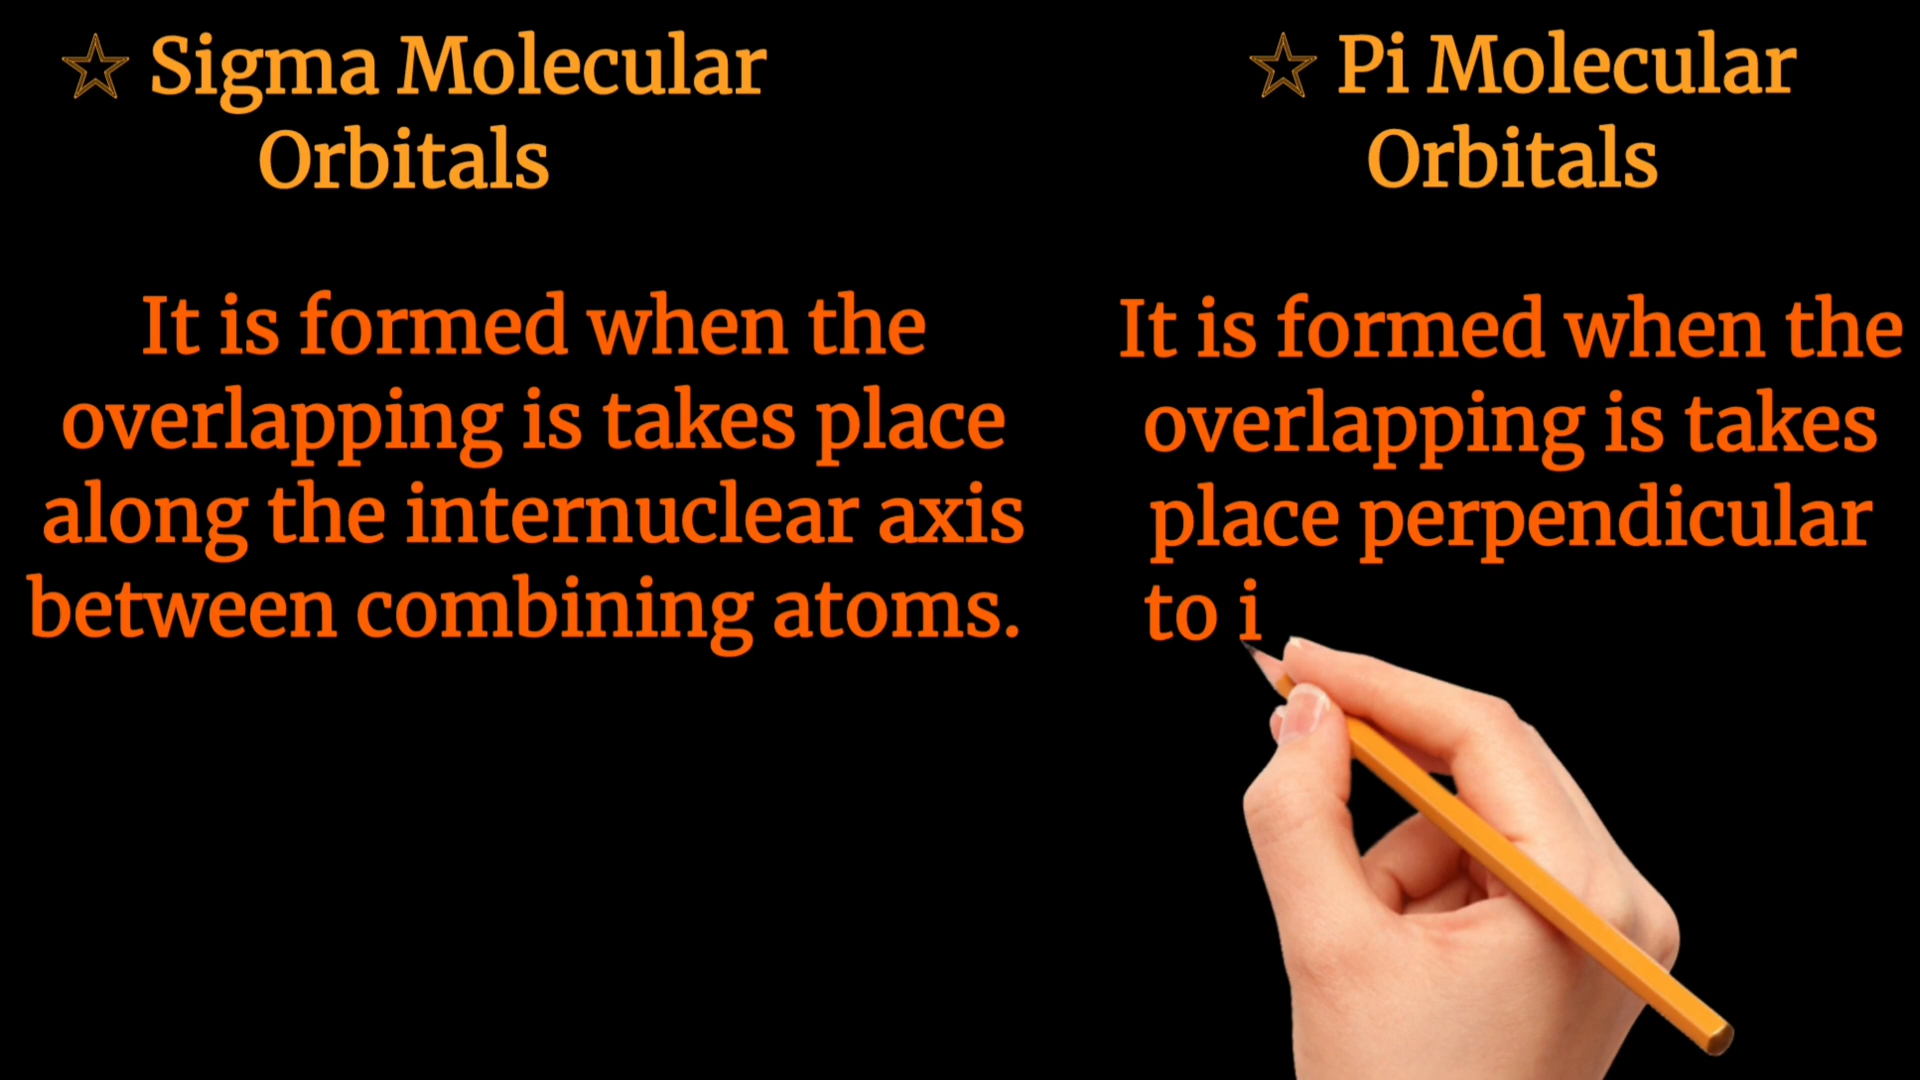 ☆ Sigma Molecular
Orbitals
It is formed when the
overlapping is takes place
along the internuclear axis
between combining atoms.
☆ Pi Molecular
Orbitals
It is formed when the
overlapping is takes
place perpendicular
to i